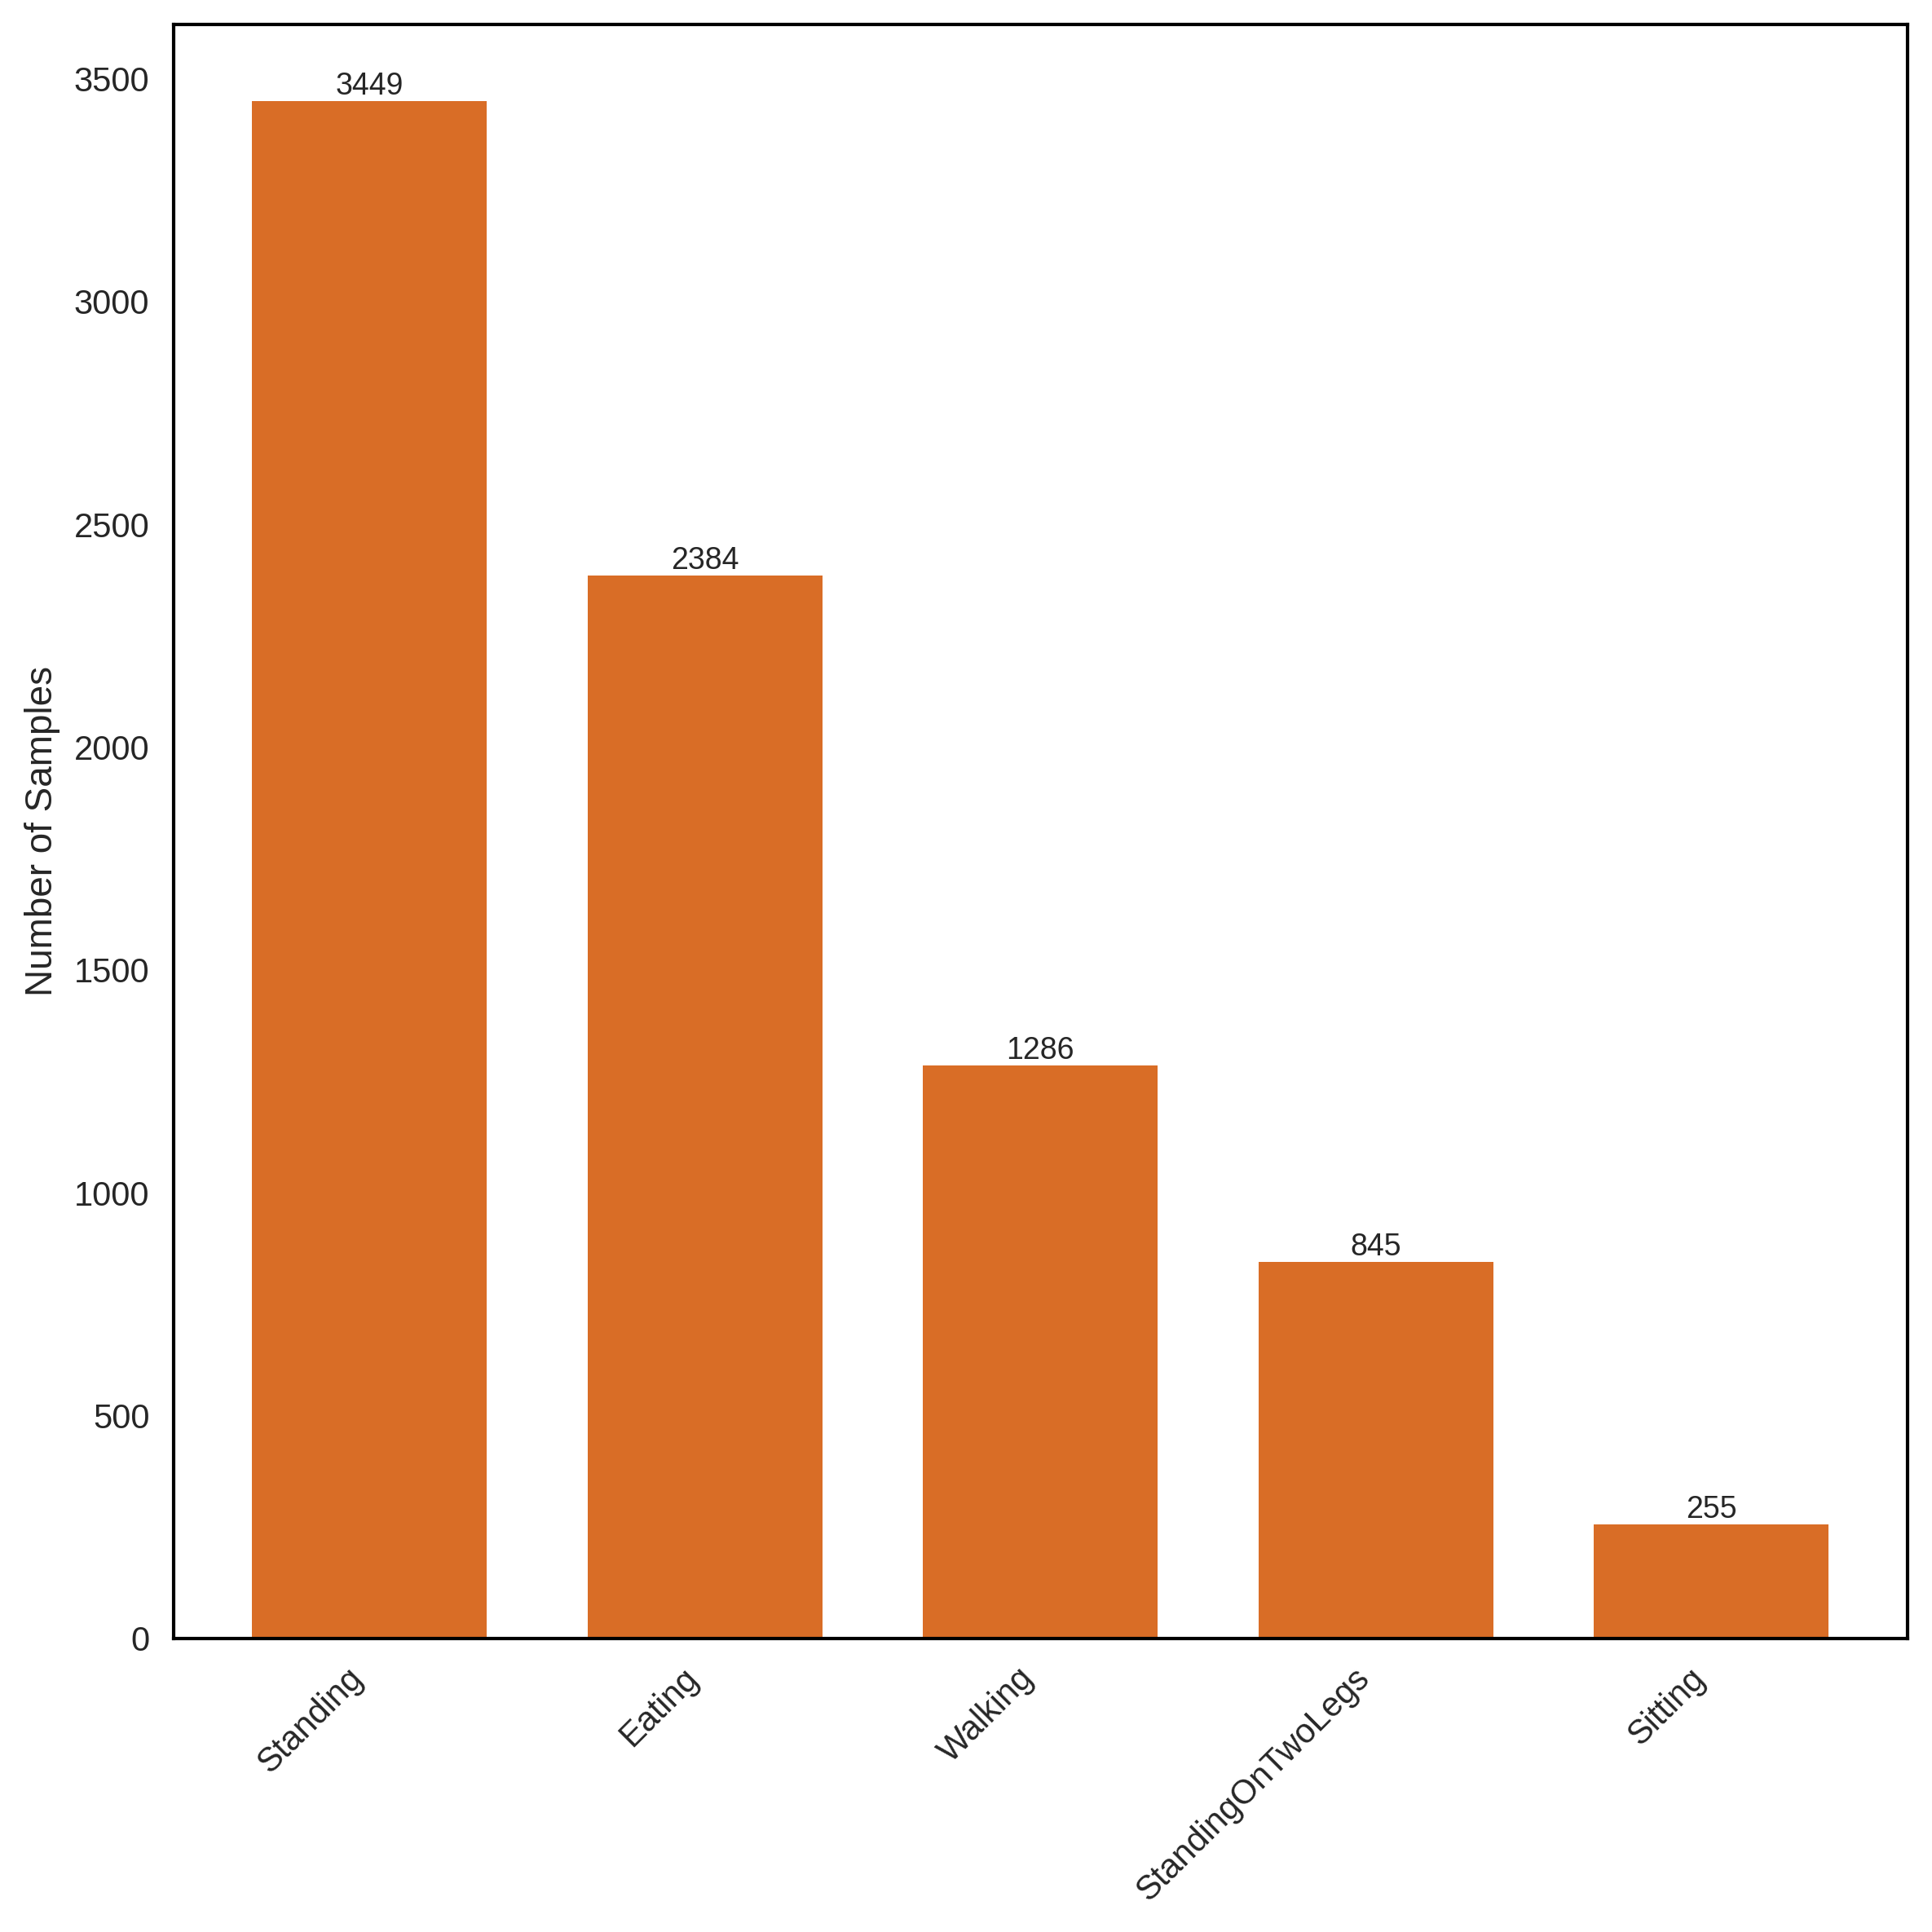 Number of Samples
3500
3000
2500
2000
1500
1000
500
0
3449
2384
1286
845
255
Standing
Eating
Walking
StandingOnTwoLegs
Sitting